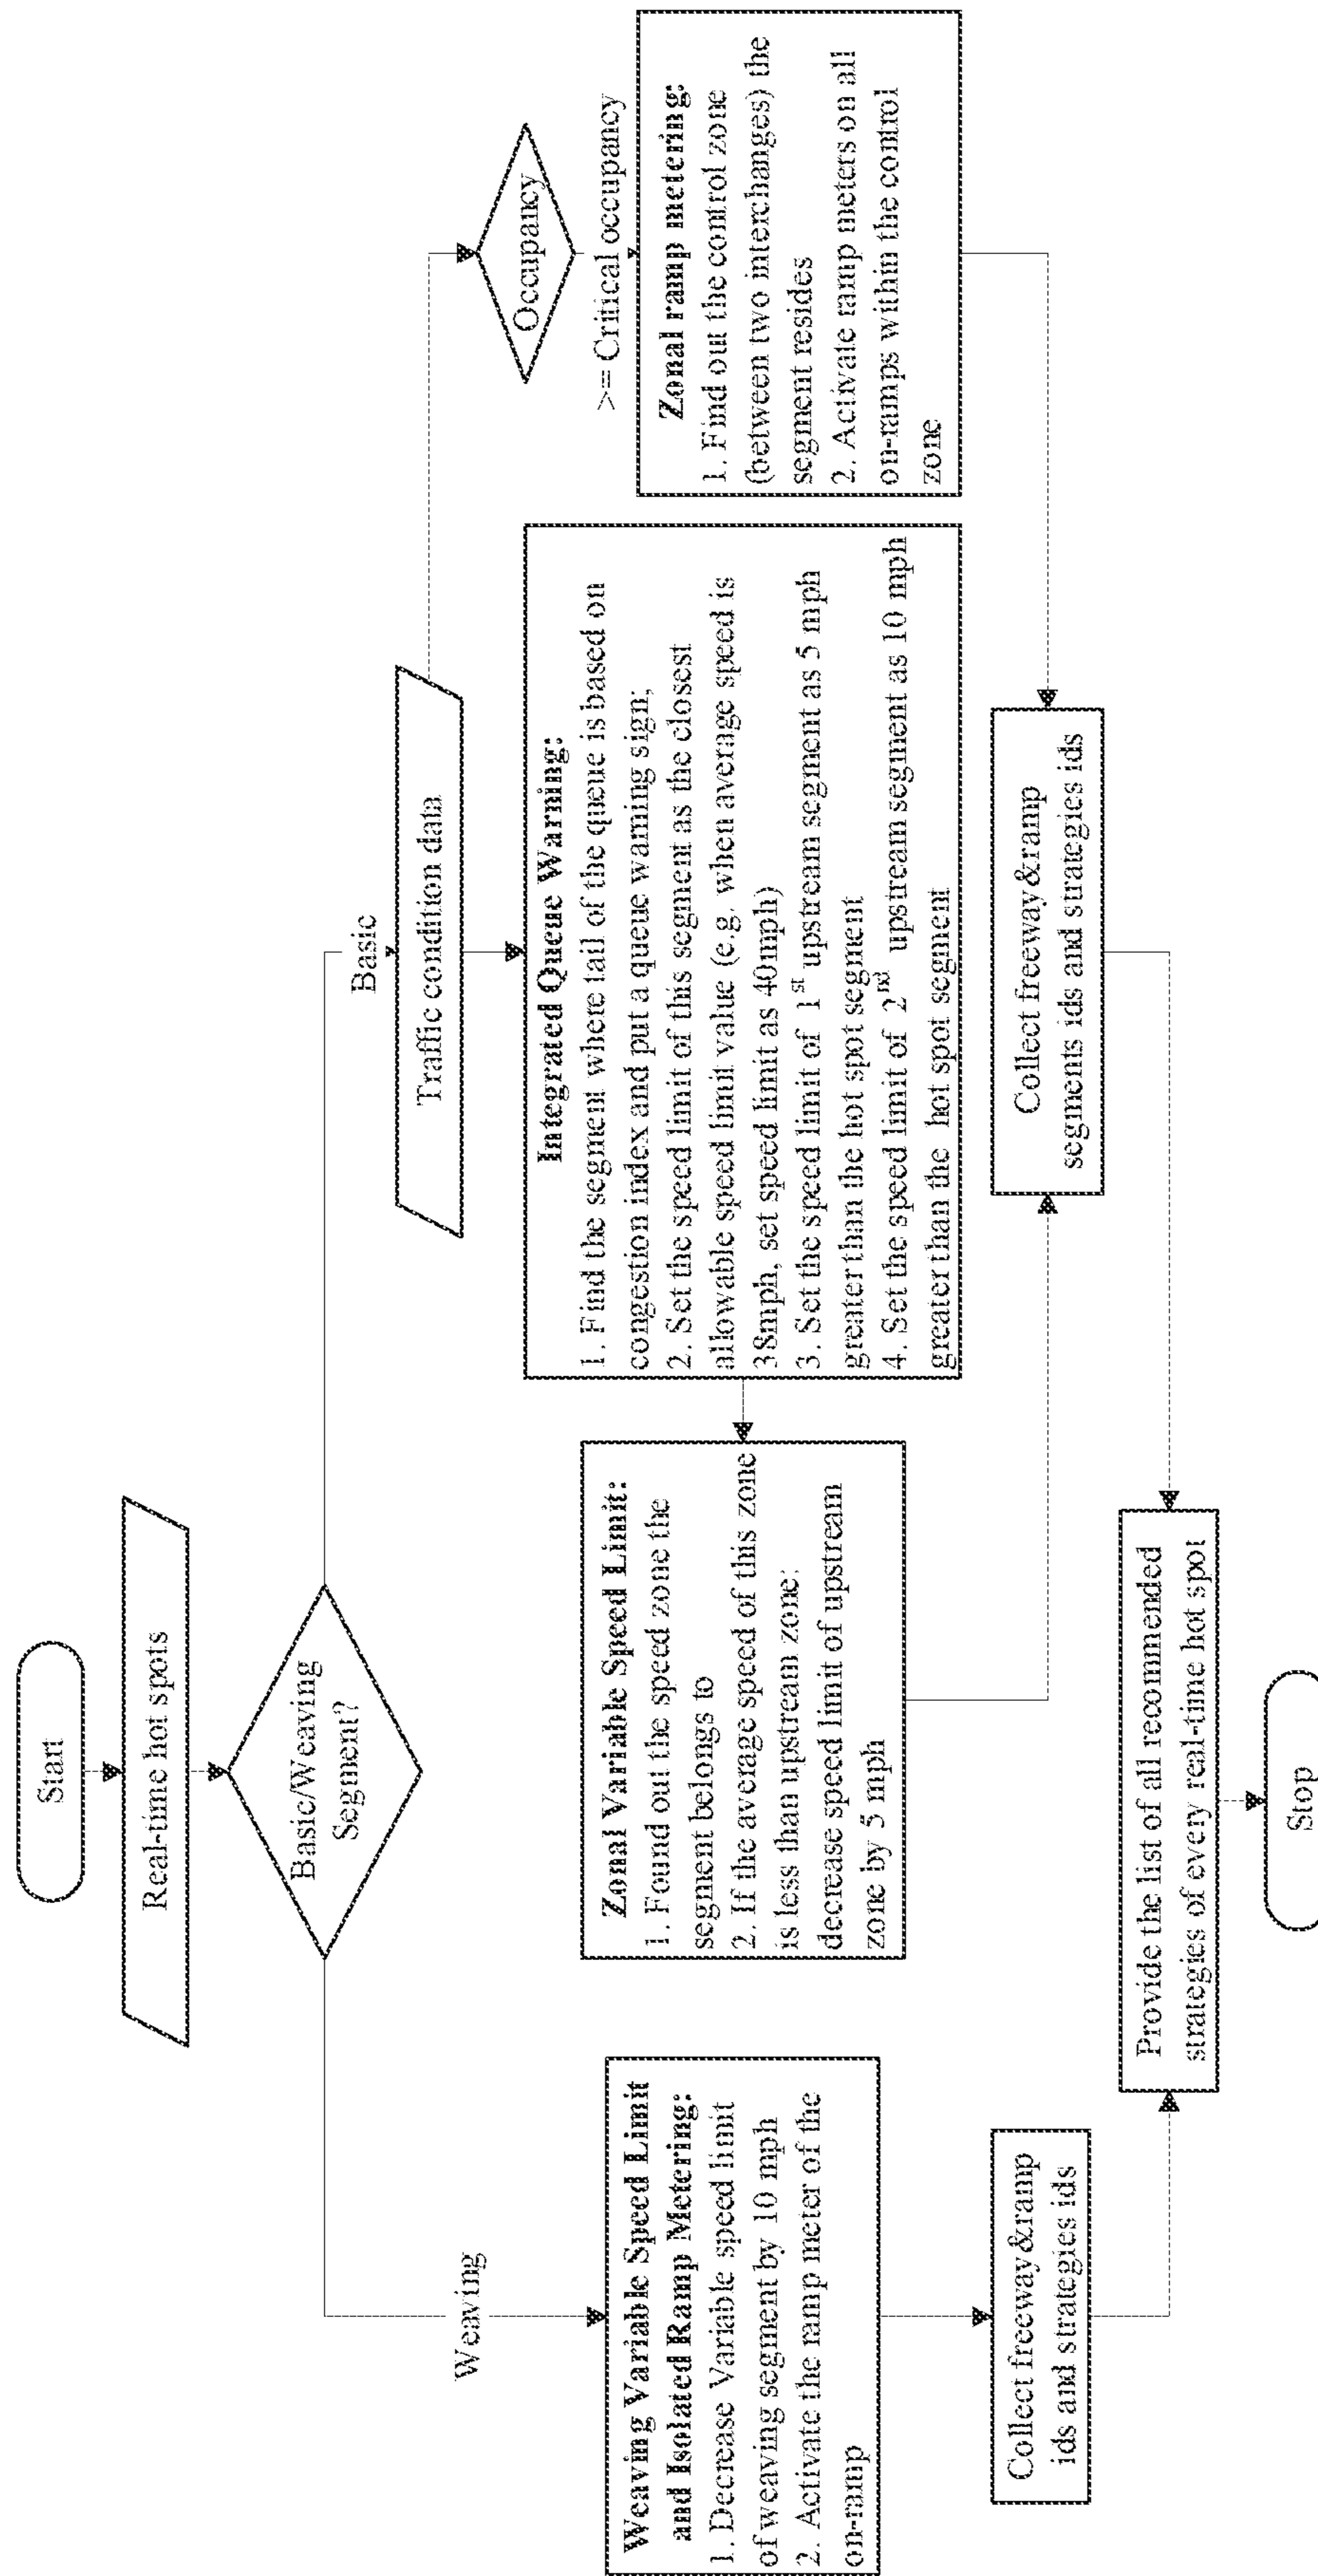 Start
Real-time hot spots
Basic/Weaving
Segment?
Weaving
Basic
Weaving Variable Speed Limit
and Isolated Ramp Metering:
1. Decrease Variable speed limit
of weaving segment by 10 mph
2. Activate the ramp meter of the
on-ramp
Collect freeway&ramp
ids and strategies ids
Traffic condition data
Integrated Queue Warning:
1. Find the segment where tail of the queue is based on
congestion index and put a queue warning sign;
2. Set the speed limit of this segment as the closest
allowable speed limit value (e.g. when average speed is
38mph, set speed limit as 40mph)
3. Set the speed limit of 1st upstream segment as 5 mph
greater than the hot spot segment
4. Set the speed limit of 2nd upstream segment as 10 mph
greater than the hot spot segment
Zonal Variable Speed Limit:
1. Found out the speed zone the
segment belongs to
2. If the average speed of this zone
is less than upstream zone;
decrease speed limit of upstream
zone by 5 mph
Occupancy
>= Critical occupancy
Zonal ramp metering:
1. Find out the control zone
(between two interchanges) the
segment resides
2. Activate ramp meters on all
on-ramps within the control
zone
Collect freeway&ramp
segments ids and strategies ids
Provide the list of all recommended
strategies of every real-time hot spot
Stop